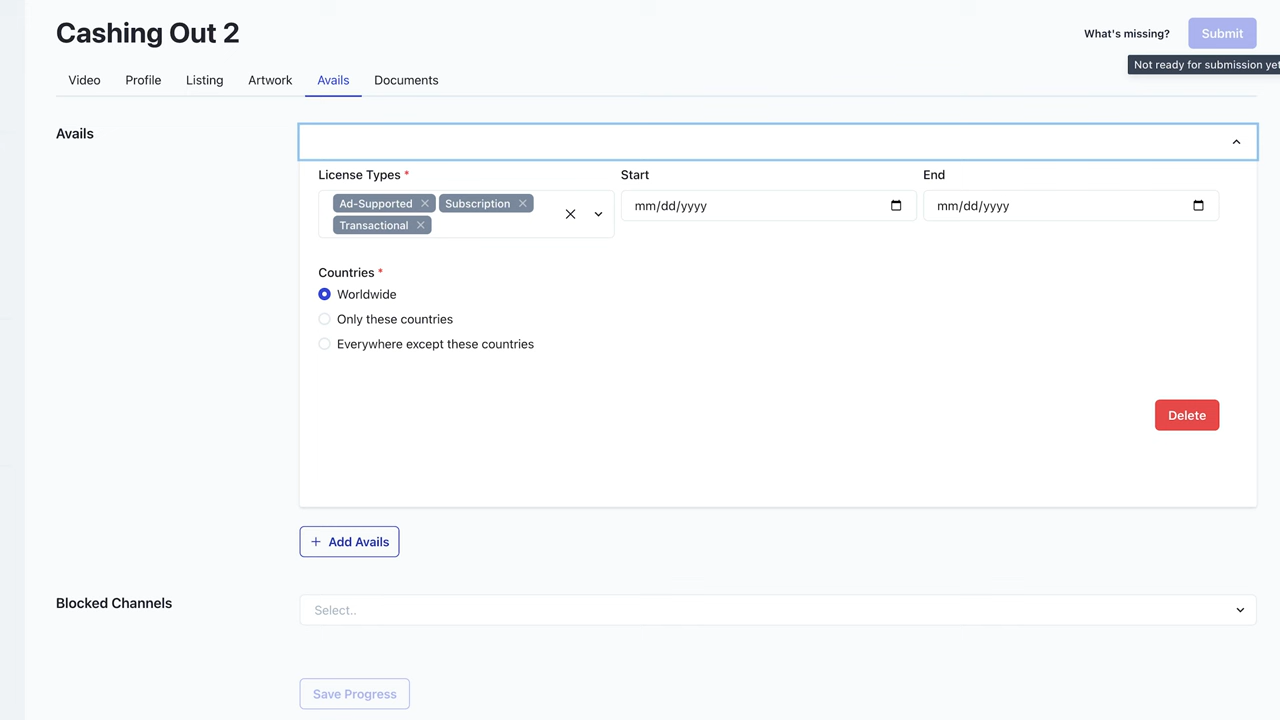 Cashing Out 2
What's missing?
Submit
Not ready for submission yet
Video Profile Listing Artwork Avails Documents
Avails
License Types * Start End
Ad-Supported Subscription
Transactional
mm/dd/yyyy mm/dd/yyyy
Countries *
Worldwide
Only these countries
Everywhere except these countries
Delete
+ Add Avails
Blocked Channels
Select..
Save Progress